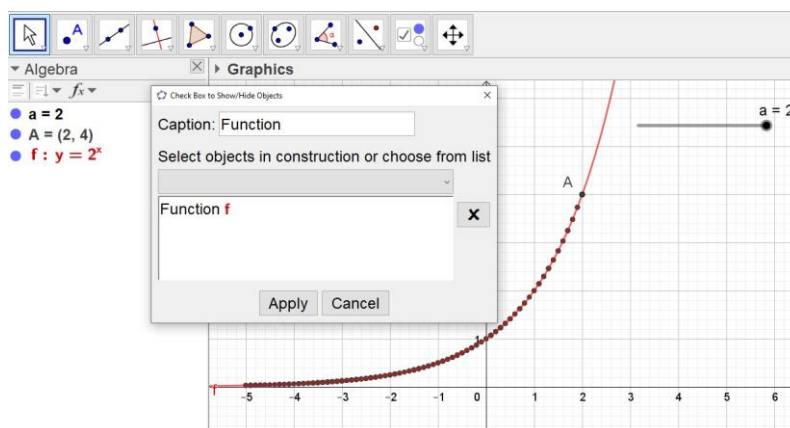 Algebra
Graphics
a = 2
A = (2, 4)
f : y = 2ˣ
Check Box to Show/Hide Objects
Caption: Function
Select objects in construction or choose from list
Function f
X
Apply Cancel
a = 2
A
1
f
-5 -4 -3 -2 -1 0 1 2 3 4 5 6